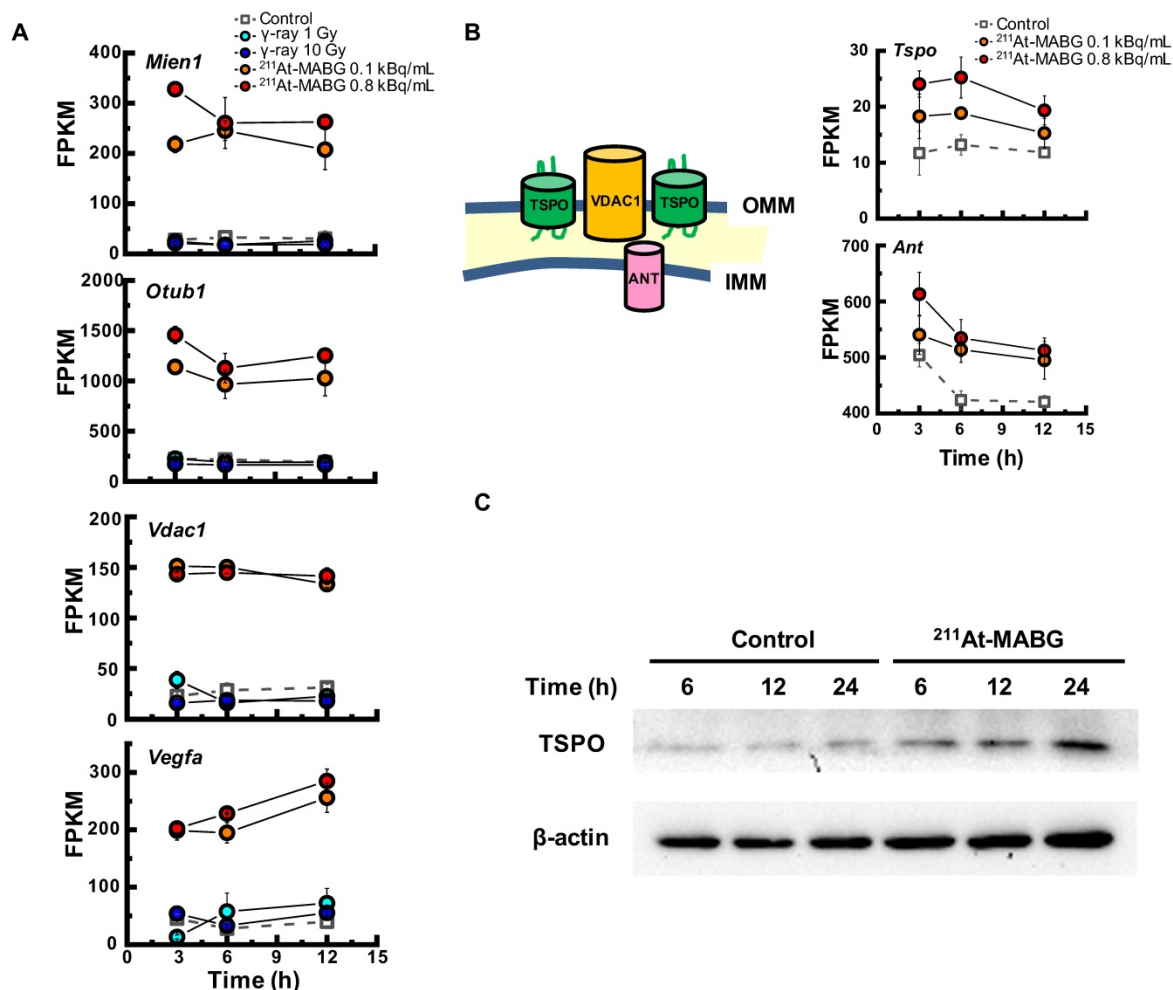 A
Control
γ-ray 1 Gy
γ-ray 10 Gy
²¹¹At-MABG 0.1 kBq/mL
²¹¹At-MABG 0.8 kBq/mL
Mien1
FPKM
400
300
200
100
0
Otub1
FPKM
2000
1500
1000
500
0
Vdac1
FPKM
200
150
100
50
0
Vegfa
FPKM
300
200
100
0
0 3 6 9 12 15
Time (h)
B
TSPO
VDAC1
TSPO
OMM
ANT
IMM
Control
²¹¹At-MABG 0.1 kBq/mL
²¹¹At-MABG 0.8 kBq/mL
Tspo
FPKM
30
20
10
0
Ant
FPKM
700
600
500
400
0 3 6 9 12 15
Time (h)
C
Control ²¹¹At-MABG
Time (h) 6 12 24 6 12 24
TSPO
β-actin